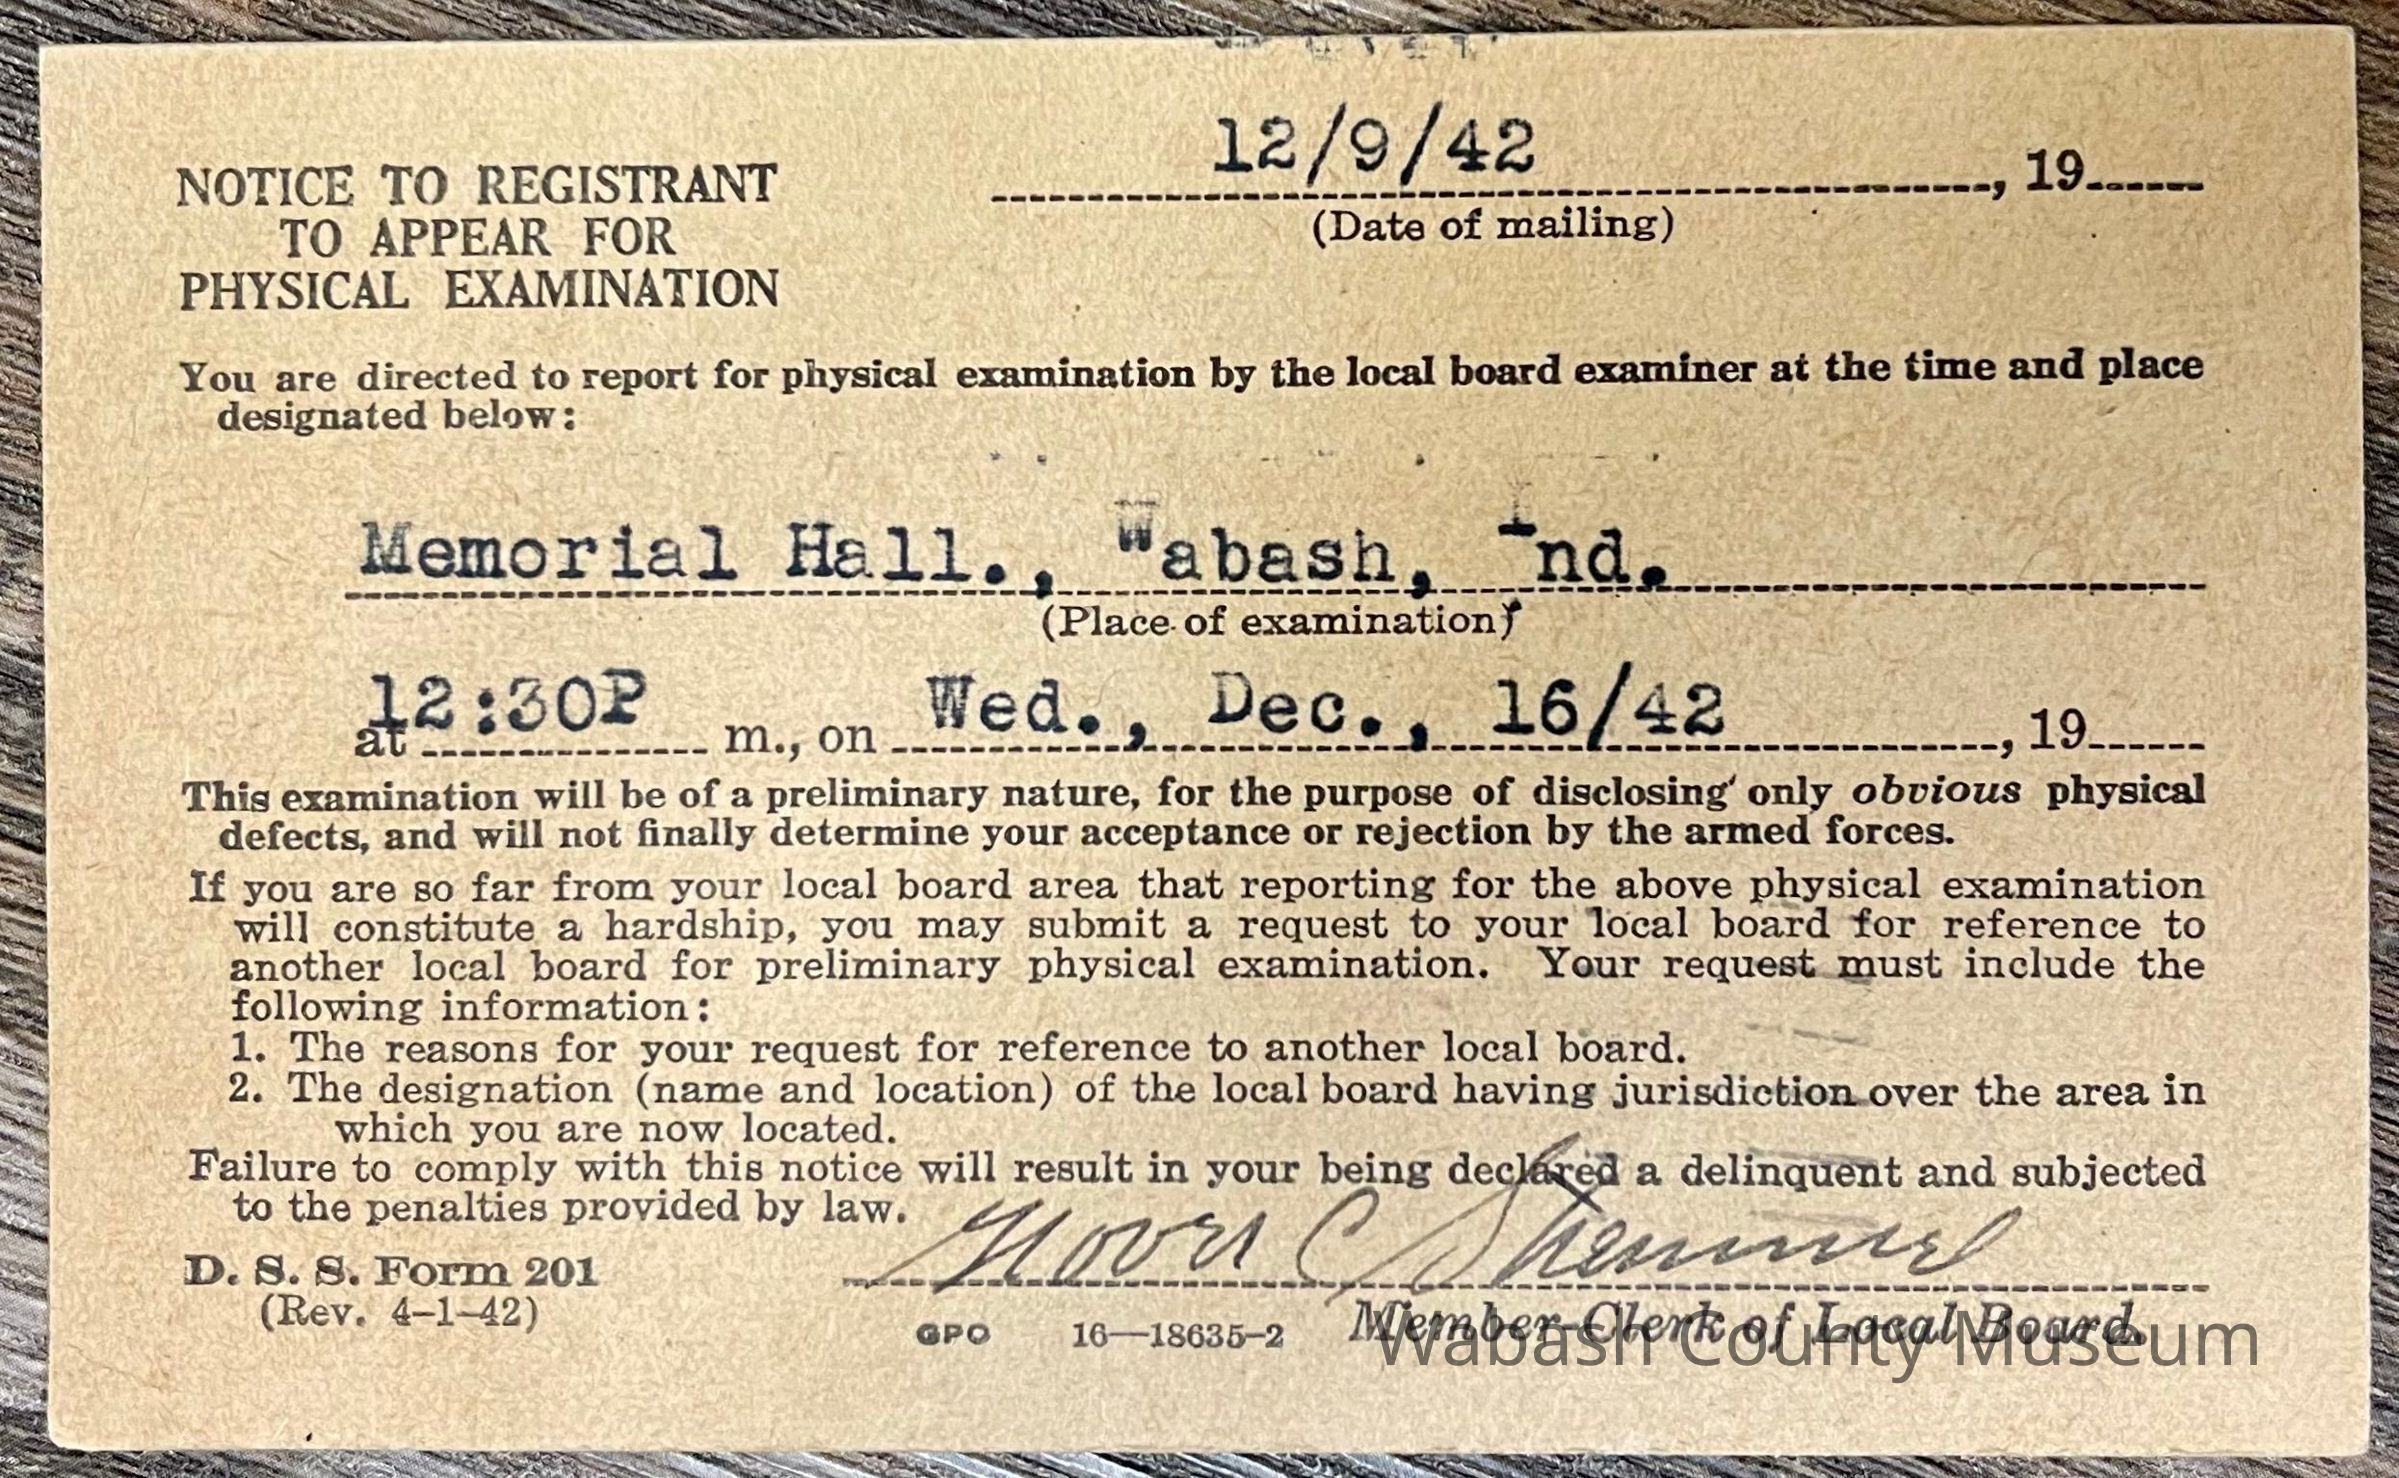 12/9/42, 19
(Date of mailing)
NOTICE TO REGISTRANT
TO APPEAR FOR
PHYSICAL EXAMINATION
You are directed to report for physical examination by the local board examiner at the time and place
designated below:
Memorial Hall., Wabash, Ind.
(Place of examination)
at 12:30P m., on Wed., Dec., 16/42, 19
This examination will be of a preliminary nature, for the purpose of disclosing only obvious physical
defects, and will not finally determine your acceptance or rejection by the armed forces.
If you are so far from your local board area that reporting for the above physical examination
will constitute a hardship, you may submit a request to your local board for reference to
another local board for preliminary physical examination. Your request must include the
following information:
1. The reasons for your request for reference to another local board.
2. The designation (name and location) of the local board having jurisdiction over the area in
which you are now located.
Failure to comply with this notice will result in your being declared a delinquent and subjected
to the penalties provided by law.
D. S. S. Form 201
(Rev. 4-1-42)
GPO 16—18635-2
Member-Clerk of Local Board.
Wabash County Museum